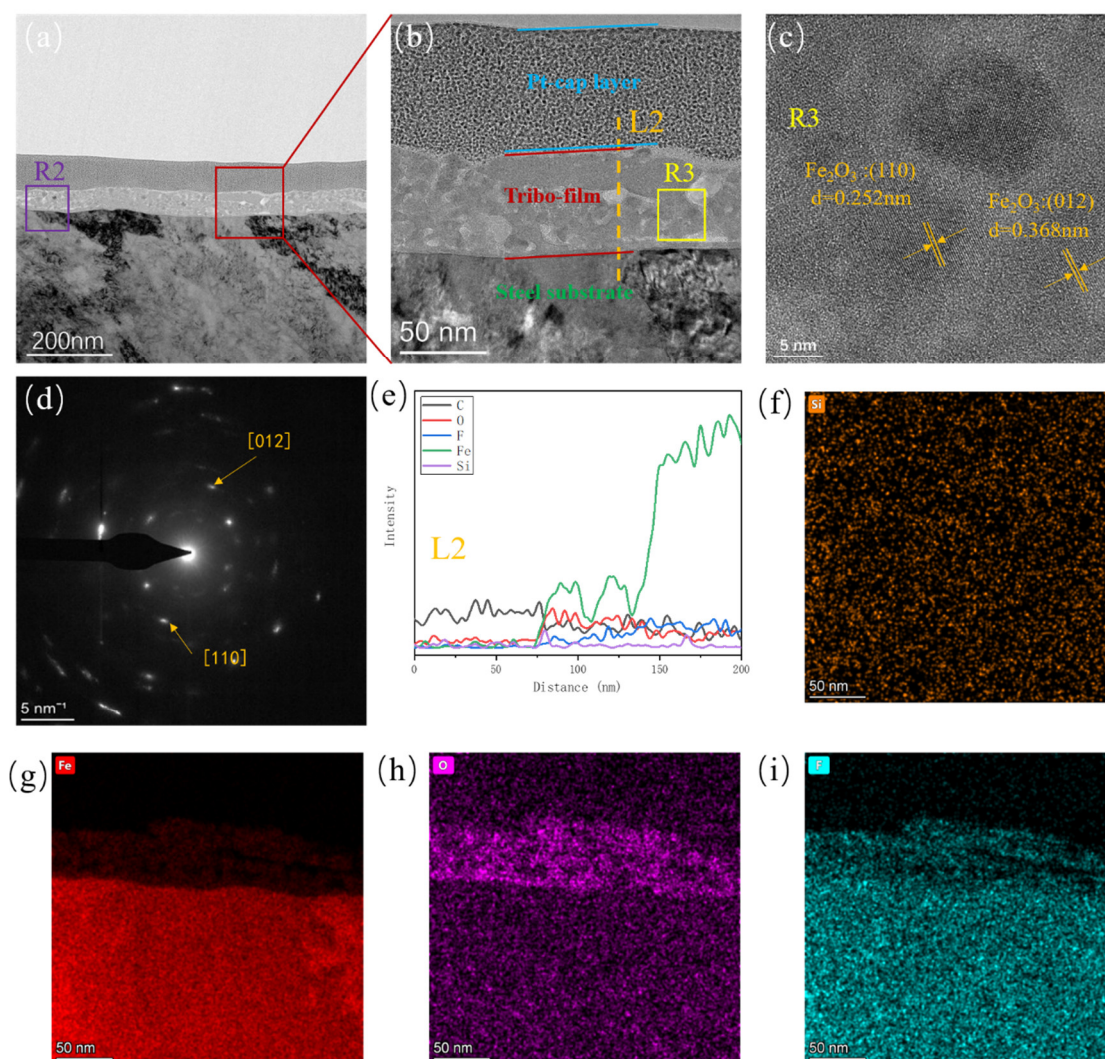 (a)
R2
200nm
(b)
Pt-cap layer
L2
R3
Tribo-film
Steel substrate
50 nm
(c)
R3
Fe₂O₃:(110)
d=0.252nm
Fe₂O₃:(012)
d=0.368nm
5 nm
(d)
[012]
[110]
5 nm⁻¹
(e)
C
O
F
Fe
Si
Intensity
L2
0 50 100 150 200
Distance (nm)
(f)
Si
50 nm
(g)
Fe
50 nm
(h)
O
50 nm
(i)
F
50 nm